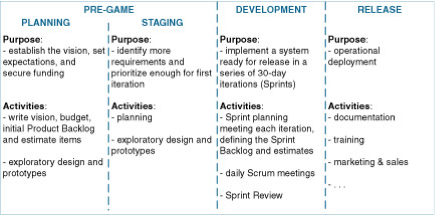 PRE-GAME
PLANNING
Purpose:
- establish the vision, set
expectations, and
secure funding
Activities:
- write vision, budget,
initial Product Backlog
and estimate items
- exploratory design and
prototypes
STAGING
Purpose:
- identify more
requirements and
prioritize enough for first
iteration
Activities:
- planning
- exploratory design and
prototypes
DEVELOPMENT
Purpose:
- implement a system
ready for release in a
series of 30-day
iterations (Sprints)
Activities:
- Sprint planning
meeting each iteration,
defining the Sprint
Backlog and estimates
- daily Scrum meetings
- Sprint Review
RELEASE
Purpose:
- operational
deployment
Activities:
- documentation
- training
- marketing & sales
- . . .